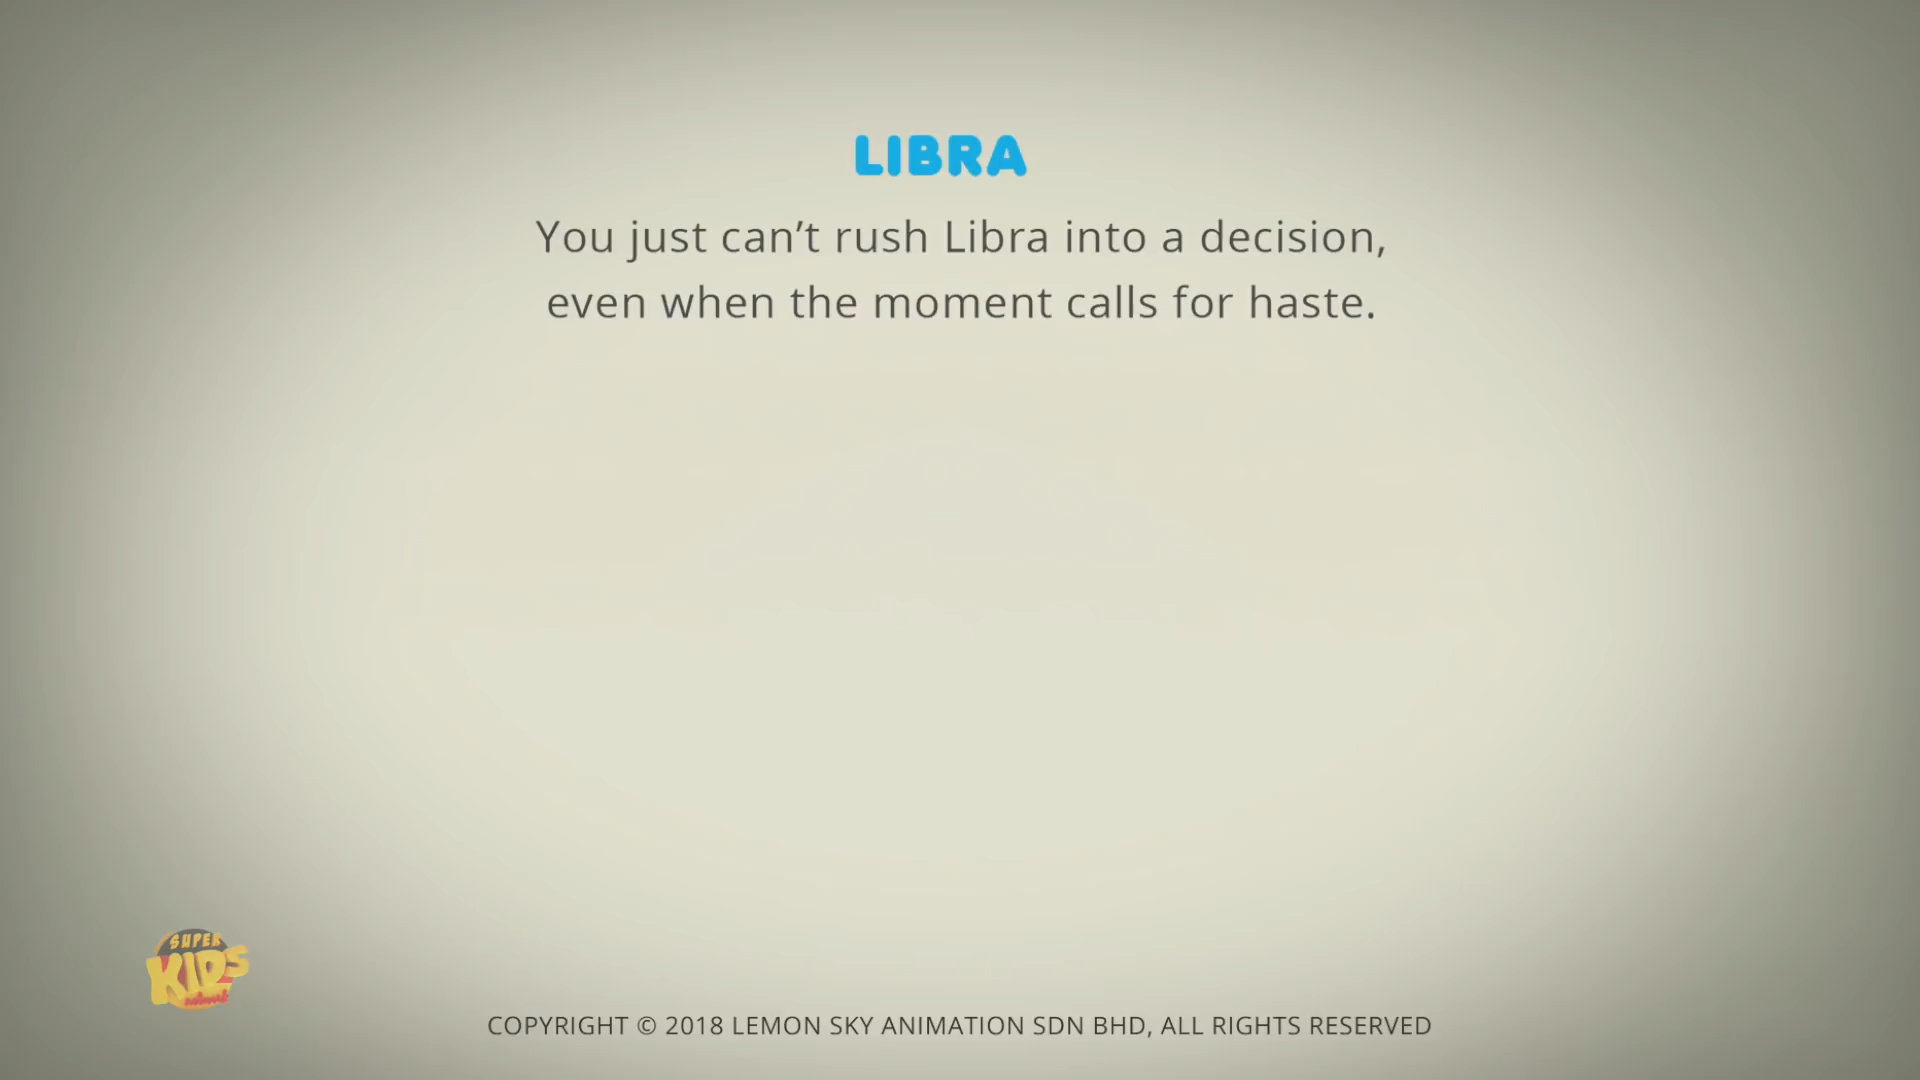 LIBRA
You just can’t rush Libra into a decision,
even when the moment calls for haste.
SUPER
KIDS
network
COPYRIGHT © 2018 LEMON SKY ANIMATION SDN BHD, ALL RIGHTS RESERVED